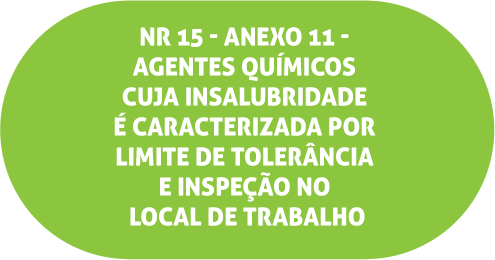 NR 15 - ANEXO 11 -
AGENTES QUÍMICOS
CUJA INSALUBRIDADE
É CARACTERIZADA POR
LIMITE DE TOLERÂNCIA
E INSPEÇÃO NO
LOCAL DE TRABALHO